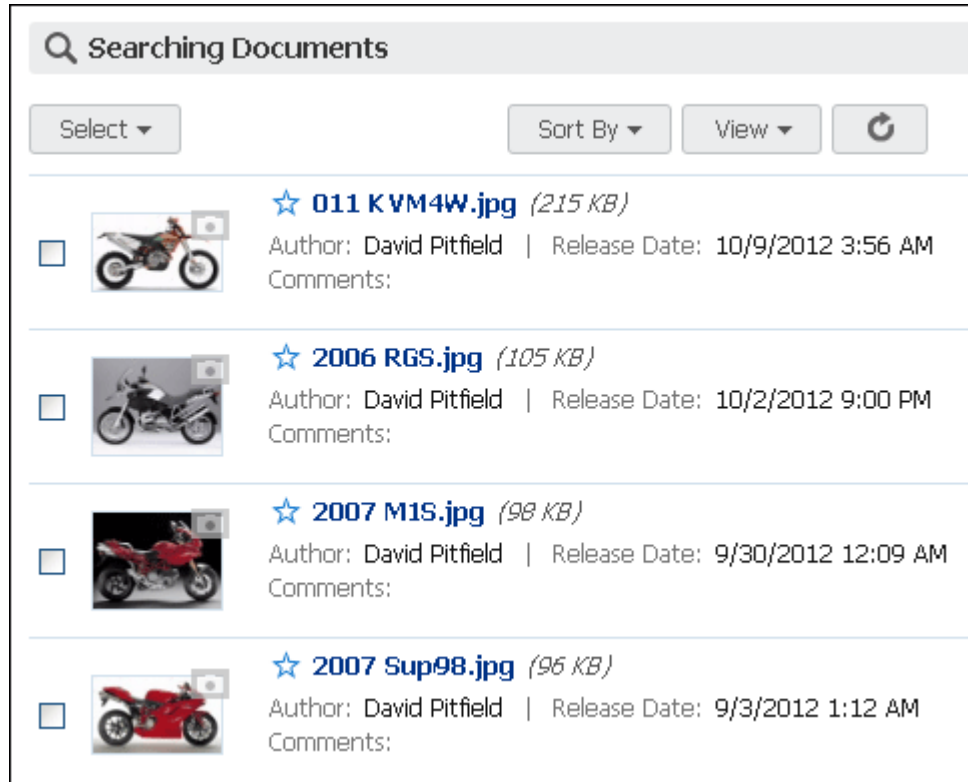 Searching Documents
Select Sort By View
011 KVM4W.jpg (215 KB)
Author: David Pitfield | Release Date: 10/9/2012 3:56 AM
Comments:
2006 RGS.jpg (105 KB)
Author: David Pitfield | Release Date: 10/2/2012 9:00 PM
Comments:
2007 M1S.jpg (98 KB)
Author: David Pitfield | Release Date: 9/30/2012 12:09 AM
Comments:
2007 Sup98.jpg (96 KB)
Author: David Pitfield | Release Date: 9/3/2012 1:12 AM
Comments: